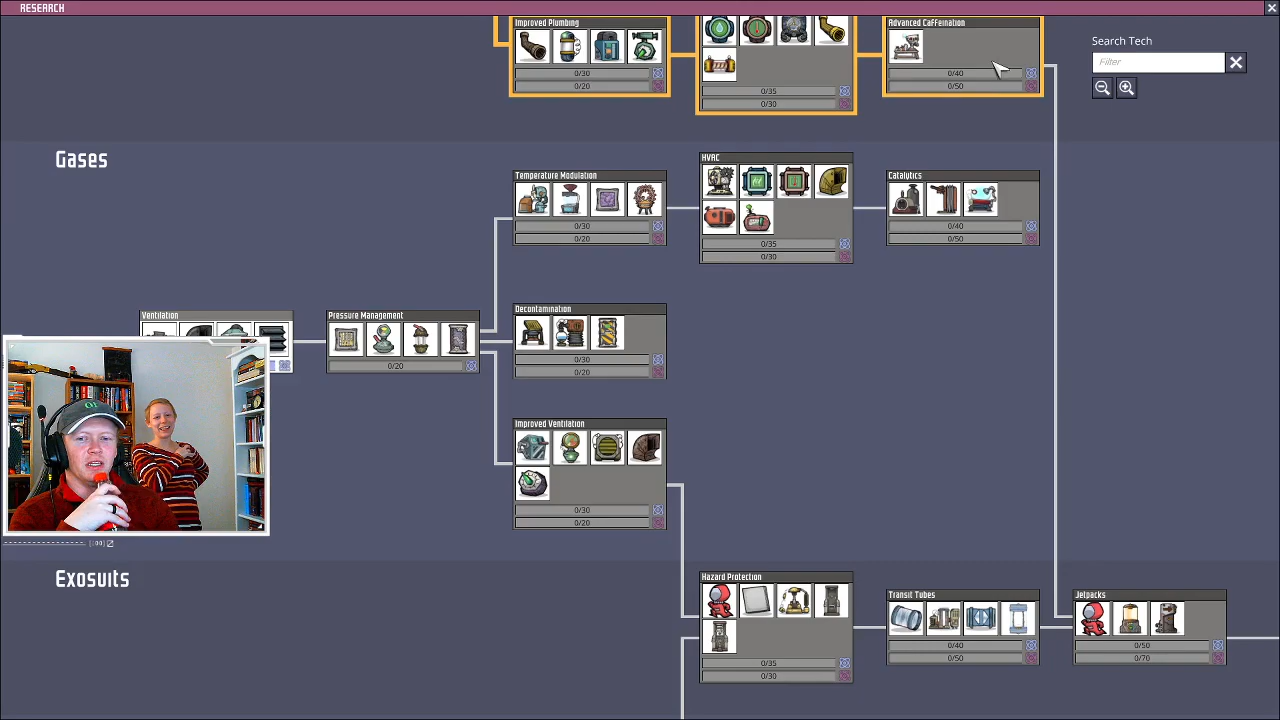 RESEARCH
Improved Plumbing
Advanced Caffeination
Search Tech
Filter
0/30
0/20
0/35
0/30
0/40
0/50
Gases
Temperature Modulation
0/30
0/20
HVAC
0/35
0/30
Catalytics
0/40
0/50
Ventilation
Pressure Management
0/20
Decontamination
0/30
0/20
Improved Ventilation
0/30
0/20
Exosuits
Hazard Protection
0/35
0/30
Transit Tubes
0/40
0/50
Jetpacks
0/50
0/70